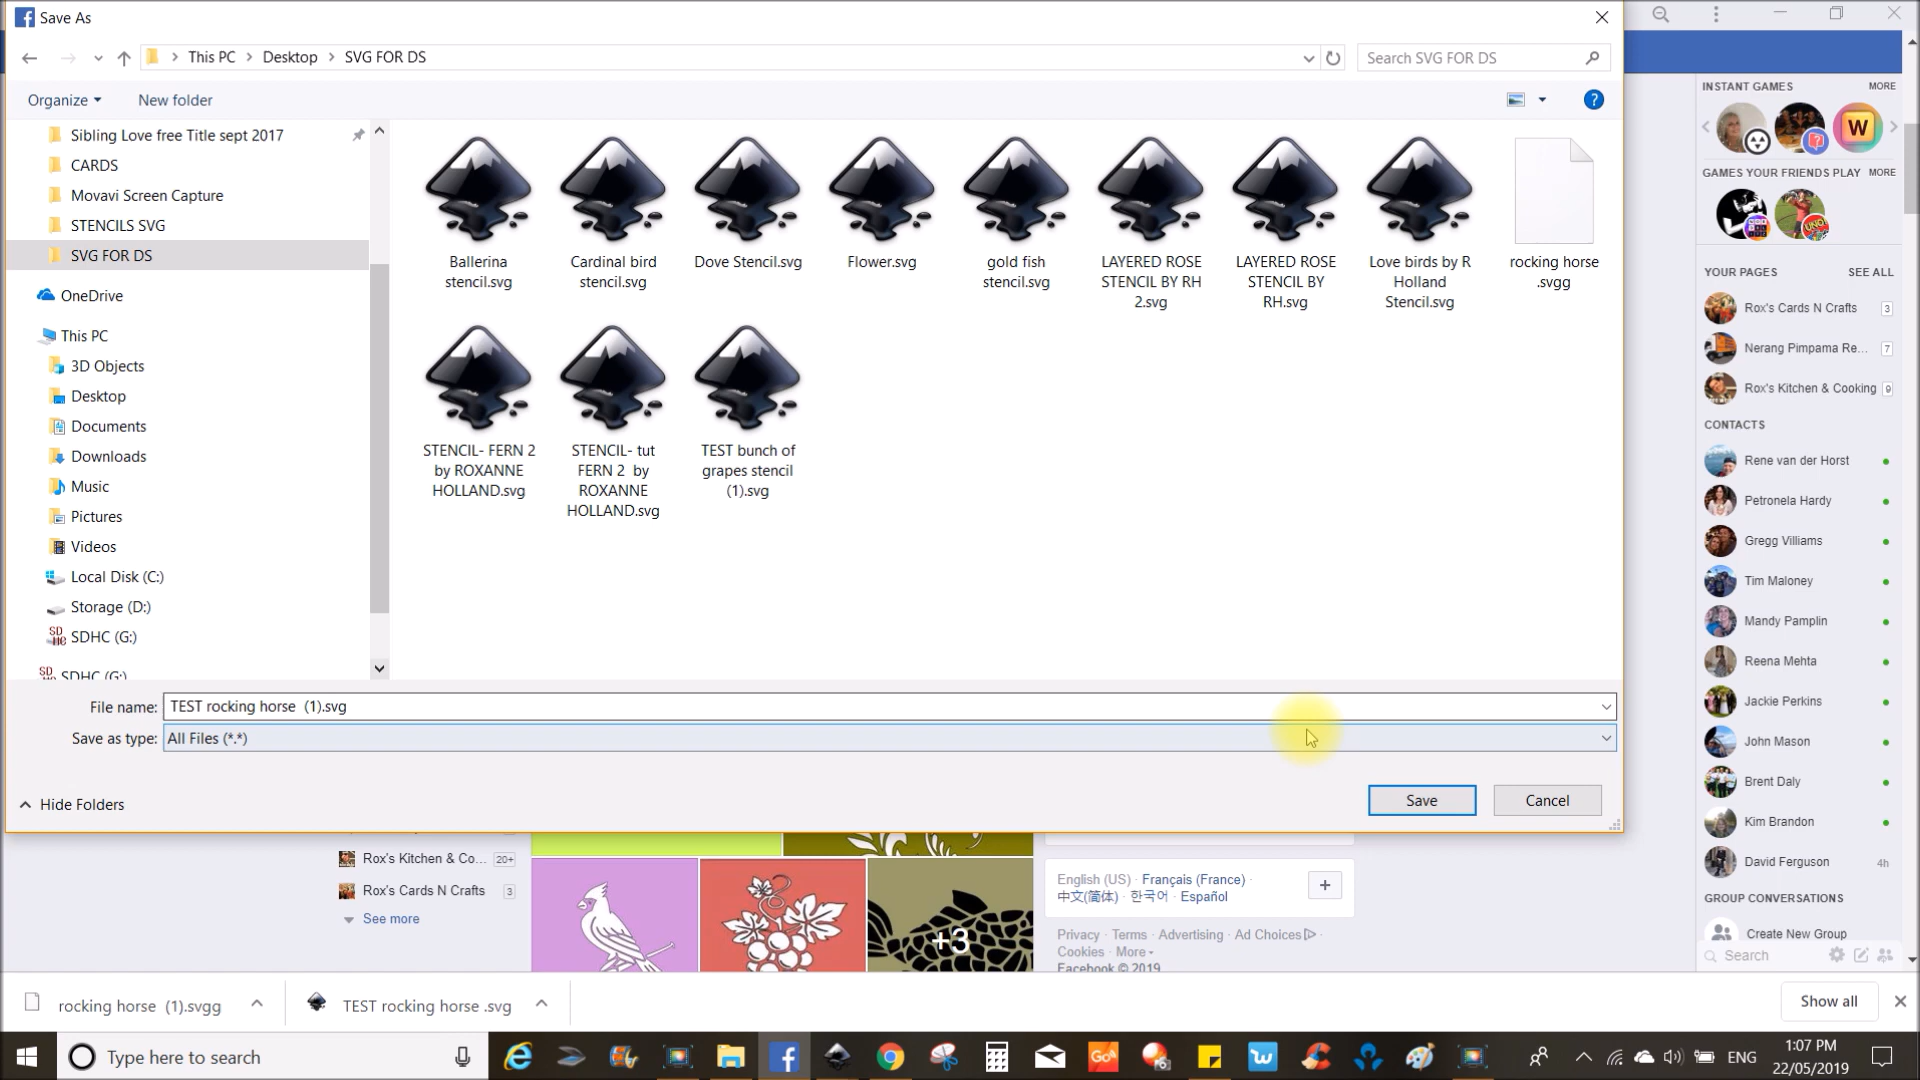 Save As
This PC
Desktop
SVG FOR DS
Search SVG FOR DS
Organize
New folder
Sibling Love free Title sept 2017
CARDS
Movavi Screen Capture
STENCILS SVG
SVG FOR DS
OneDrive
This PC
3D Objects
Desktop
Documents
Downloads
Music
Pictures
Videos
Local Disk (C:)
Storage (D:)
SDHC (G:)
SDHC (G:)
Ballerina
stencil.svg
Cardinal bird
stencil.svg
Dove Stencil.svg
Flower.svg
gold fish
stencil.svg
LAYERED ROSE
STENCIL BY RH
2.svg
LAYERED ROSE
STENCIL BY
RH.svg
Love birds by R
Holland
Stencil.svg
rocking horse
.svgg
STENCIL- FERN 2
by ROXANNE
HOLLAND.svg
STENCIL- tut
FERN 2 by
ROXANNE
HOLLAND.svg
TEST bunch of
grapes stencil
(1).svg
File name: TEST rocking horse (1).svg
Save as type: All Files (*.*)
Hide Folders
Save
Cancel
INSTANT GAMES MORE
W
GAMES YOUR FRIENDS PLAY MORE
UNO
YOUR PAGES SEE ALL
Rox's Cards N Crafts 3
Nerang Pimpama Re... 7
Rox's Kitchen & Cooking 9
CONTACTS
Rene van der Horst
Petronela Hardy
Gregg Villiams
Tim Maloney
Mandy Pamplin
Reena Mehta
Jackie Perkins
John Mason
Brent Daly
Kim Brandon
David Ferguson 4h
GROUP CONVERSATIONS
Create New Group
Search
Rox's Kitchen & Co... 20+
Rox's Cards N Crafts 3
See more
+3
English (US) · Français (France) ·
中文(简体) · 한국어 · Español
+
Privacy · Terms · Advertising · Ad Choices ·
Cookies · More
Facebook © 2019
rocking horse (1).svgg
TEST rocking horse .svg
Show all
Type here to search
Go!
ENG
1:07 PM
22/05/2019